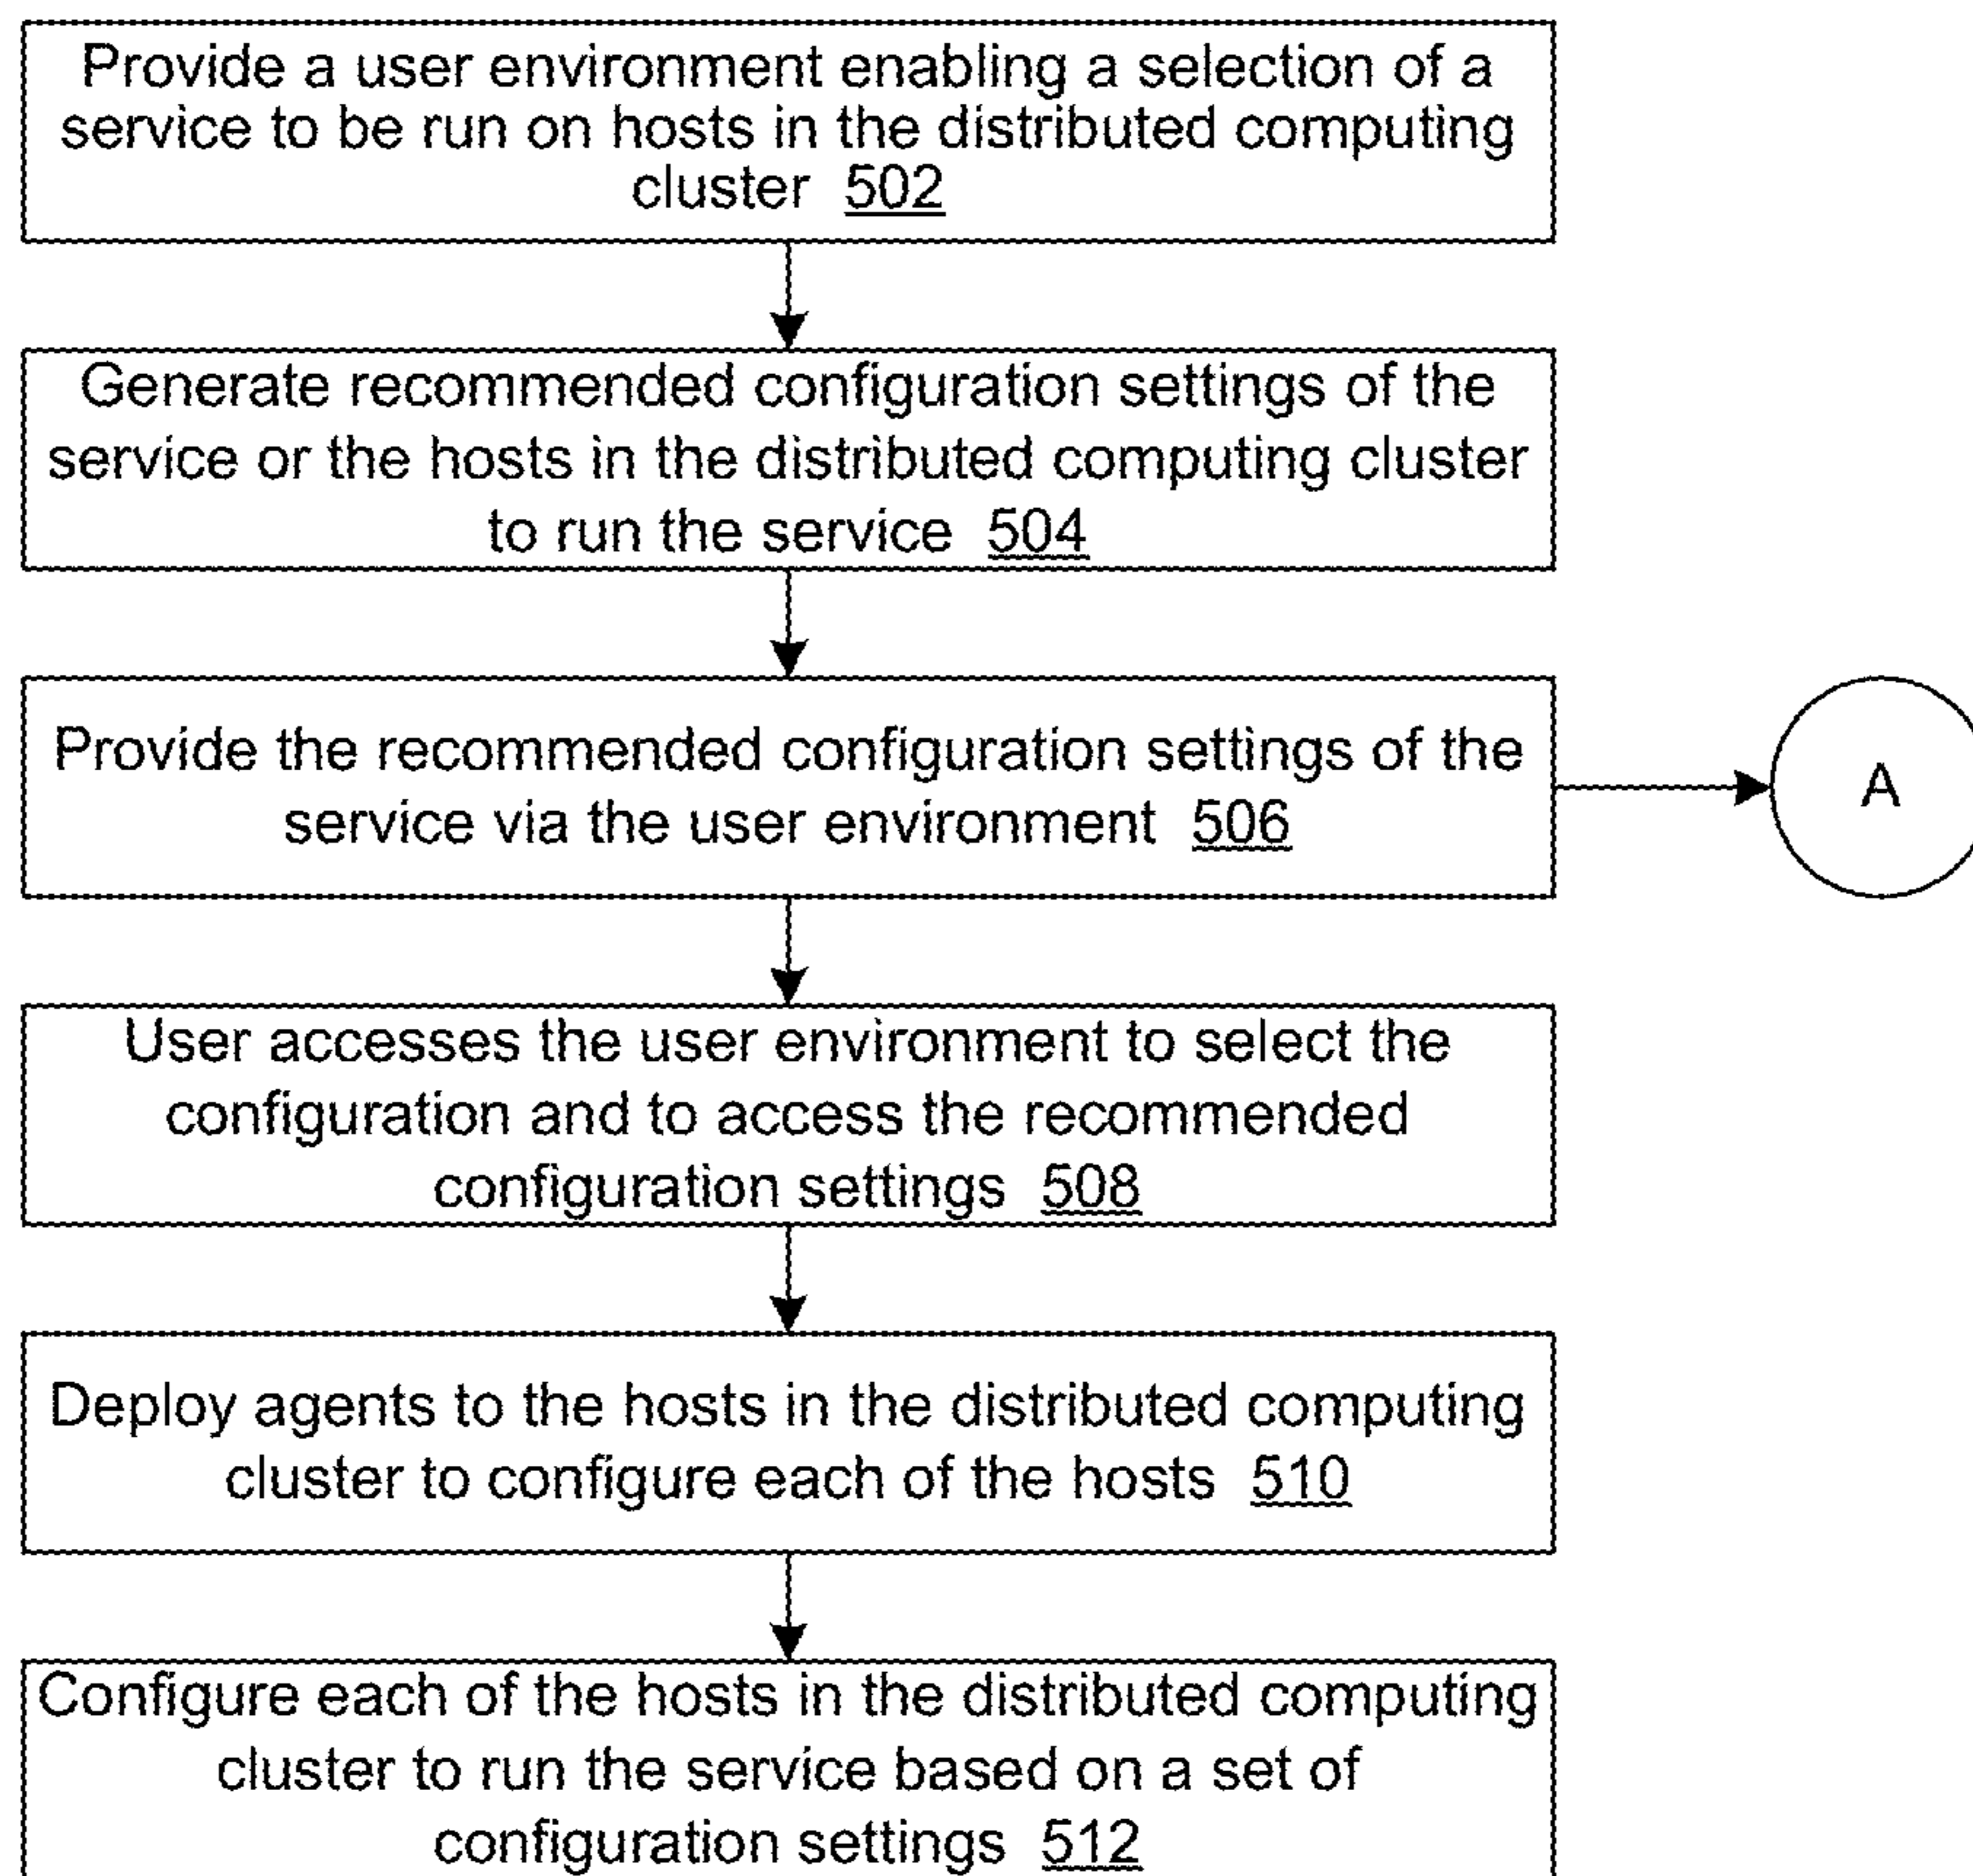 Provide a user environment enabling a selection of a
service to be run on hosts in the distributed computing
cluster 502
Generate recommended configuration settings of the
service or the hosts in the distributed computing cluster
to run the service 504
Provide the recommended configuration settings of the
service via the user environment 506
A
User accesses the user environment to select the
configuration and to access the recommended
configuration settings 508
Deploy agents to the hosts in the distributed computing
cluster to configure each of the hosts 510
Configure each of the hosts in the distributed computing
cluster to run the service based on a set of
configuration settings 512